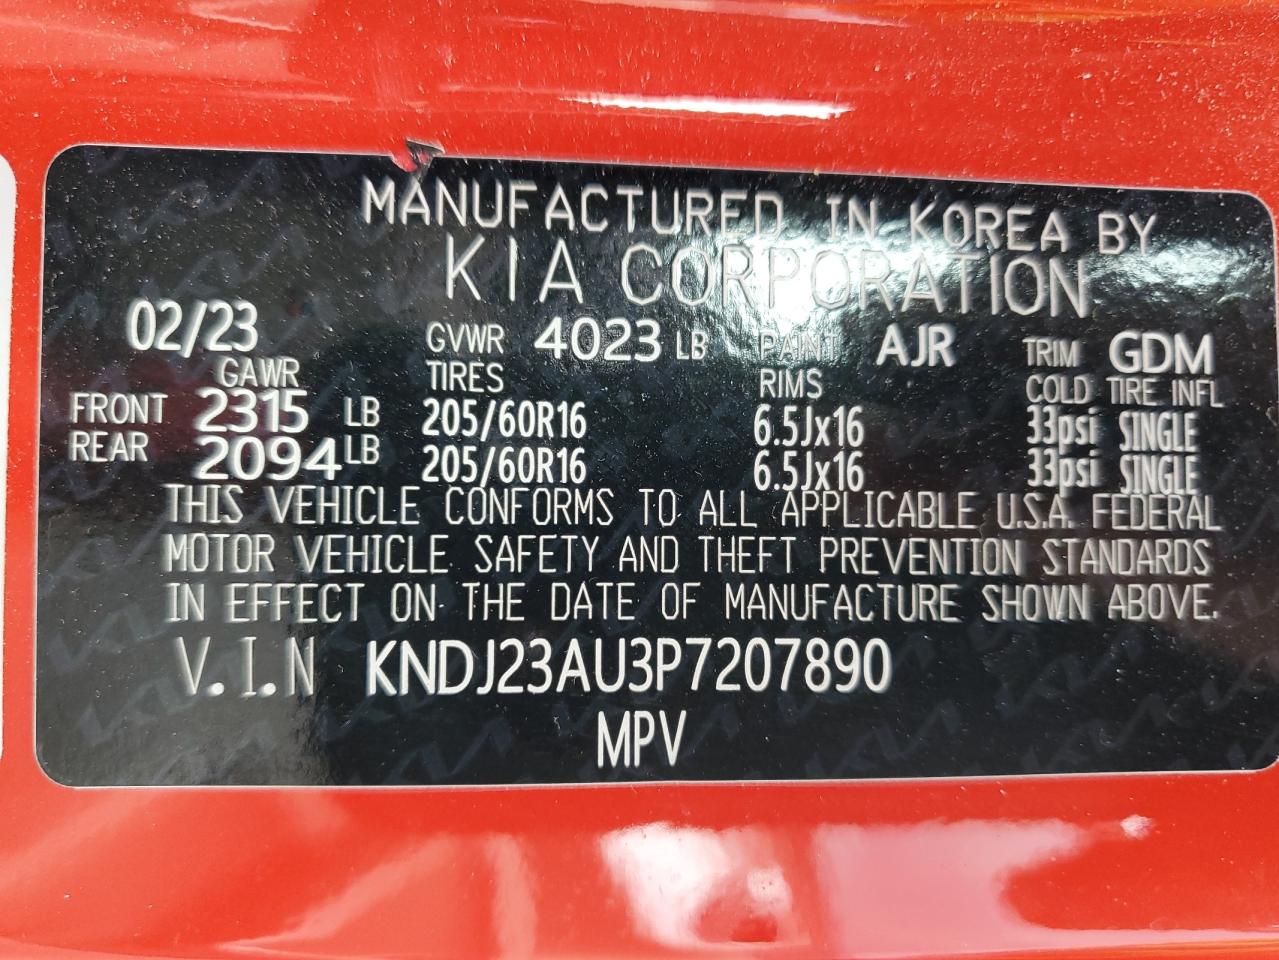 MANUFACTURED IN KOREA BY
KIA CORPORATION
02/23 GVWR 4023 LB PAINT AJR TRIM GDM
GAWR TIRES RIMS COLD TIRE INFL
FRONT 2315 LB 205/60R16 6.5Jx16 33psi SINGLE
REAR 2094 LB 205/60R16 6.5Jx16 33psi SINGLE
THIS VEHICLE CONFORMS TO ALL APPLICABLE U.S.A. FEDERAL
MOTOR VEHICLE SAFETY AND THEFT PREVENTION STANDARDS
IN EFFECT ON THE DATE OF MANUFACTURE SHOWN ABOVE.
V.I.N KNDJ23AU3P7207890
MPV